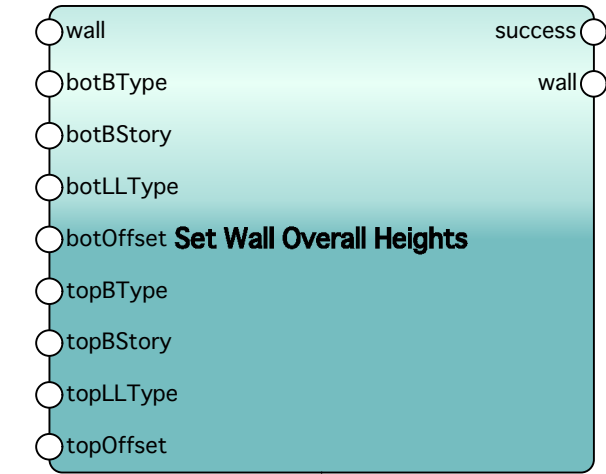 wall success
botBType wall
botBStory
botLLType
botOffset Set Wall Overall Heights
topBType
topBStory
topLLType
topOffset